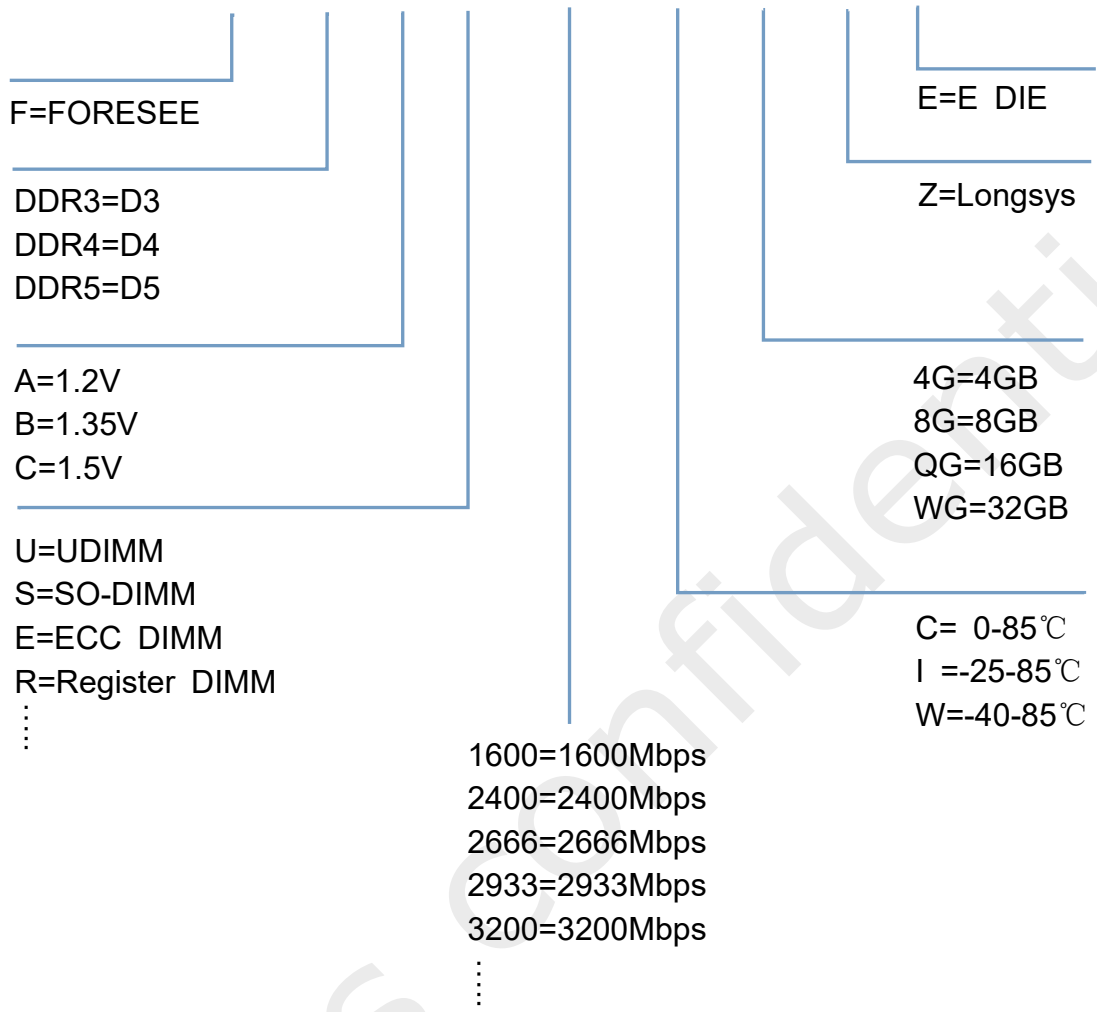 F=FORESEE
DDR3=D3
DDR4=D4
DDR5=D5
A=1.2V
B=1.35V
C=1.5V
U=UDIMM
S=SO-DIMM
E=ECC DIMM
R=Register DIMM
⋮
1600=1600Mbps
2400=2400Mbps
2666=2666Mbps
2933=2933Mbps
3200=3200Mbps
⋮
E=E DIE
Z=Longsys
4G=4GB
8G=8GB
QG=16GB
WG=32GB
C= 0-85℃
I =-25-85℃
W=-40-85℃
s confidenti